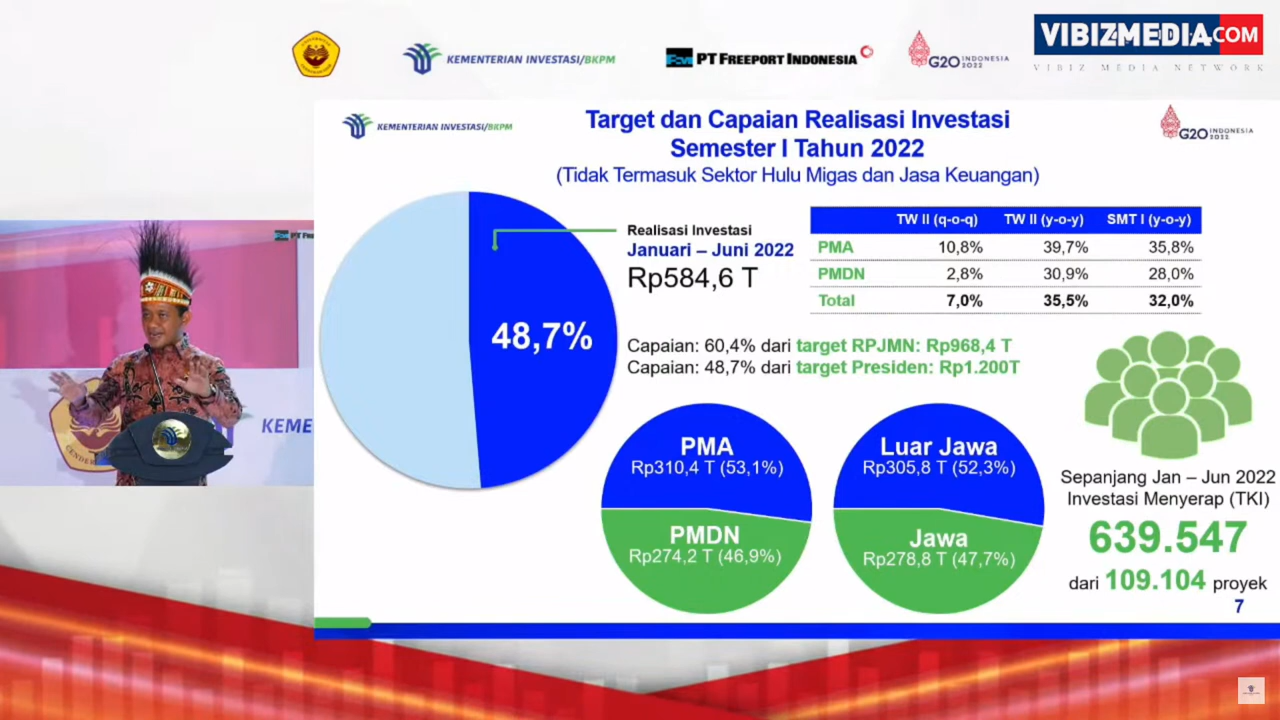 KEMENTERIAN INVESTASI/BKPM
PT FREEPORT INDONESIA
G20 INDONESIA
2022
VIBIZMEDIA.COM
VIBIZ MEDIA NETWORK
KEMENTERIAN INVESTASI/BKPM
Target dan Capaian Realisasi Investasi
Semester I Tahun 2022
(Tidak Termasuk Sektor Hulu Migas dan Jasa Keuangan)
G20 INDONESIA
2022
48,7%
Realisasi Investasi
Januari – Juni 2022
Rp584,6 T
TW II (q-o-q) TW II (y-o-y) SMT I (y-o-y)
PMA 10,8% 39,7% 35,8%
PMDN 2,8% 30,9% 28,0%
Total 7,0% 35,5% 32,0%
Capaian: 60,4% dari target RPJMN: Rp968,4 T
Capaian: 48,7% dari target Presiden: Rp1.200T
PMA
Rp310,4 T (53,1%)
PMDN
Rp274,2 T (46,9%)
Luar Jawa
Rp305,8 T (52,3%)
Jawa
Rp278,8 T (47,7%)
Sepanjang Jan – Jun 2022
Investasi Menyerap (TKI)
639.547
dari 109.104 proyek
7
PT Fre
KEME